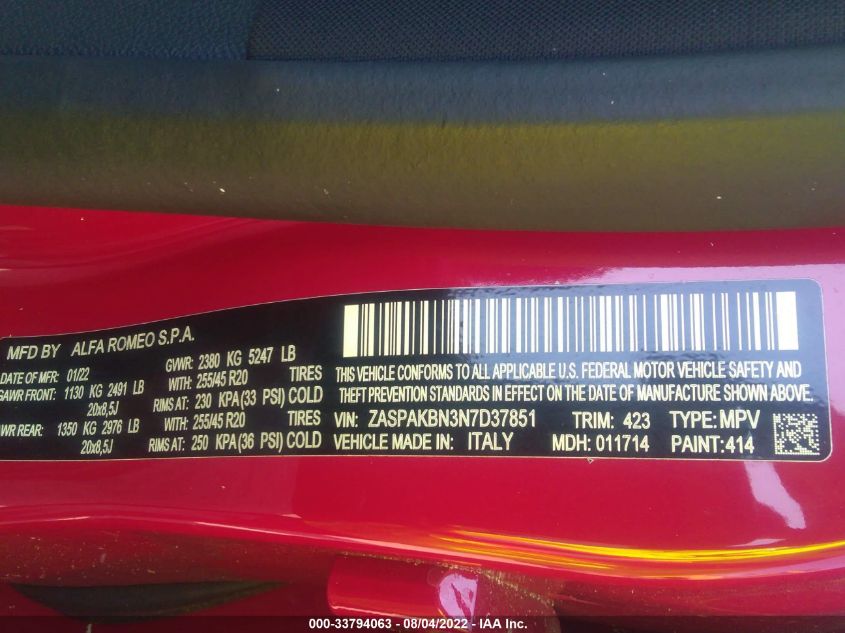 MFD BY ALFA ROMEO S.P.A.
DATE OF MFR: 01/22 GVWR: 2380 KG 5247 LB
GAWR FRONT: 1130 KG 2491 LB WITH: 255/45 R20 TIRES
20x8,5J RIMS AT: 230 KPA (33 PSI) COLD
WR REAR: 1350 KG 2976 LB WITH: 255/45 R20 TIRES
20x8,5J RIMS AT: 250 KPA (36 PSI) COLD
THIS VEHICLE CONFORMS TO ALL APPLICABLE U.S. FEDERAL MOTOR VEHICLE SAFETY AND
THEFT PREVENTION STANDARDS IN EFFECT ON THE DATE OF MANUFACTURE SHOWN ABOVE.
VIN: ZASPAKBN3N7D37851 TRIM: 423 TYPE: MPV
VEHICLE MADE IN: ITALY MDH: 011714 PAINT:414
000-33794063 - 08/04/2022 - IAA Inc.